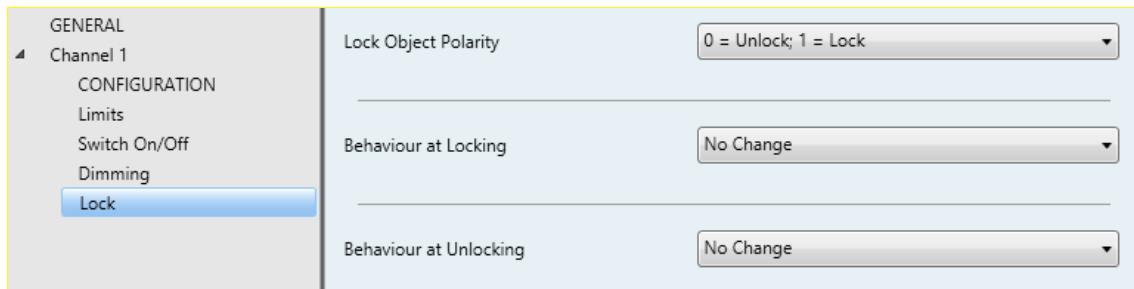 GENERAL
Channel 1
CONFIGURATION
Limits
Switch On/Off
Dimming
Lock
Lock Object Polarity
0 = Unlock; 1 = Lock
Behaviour at Locking
No Change
Behaviour at Unlocking
No Change